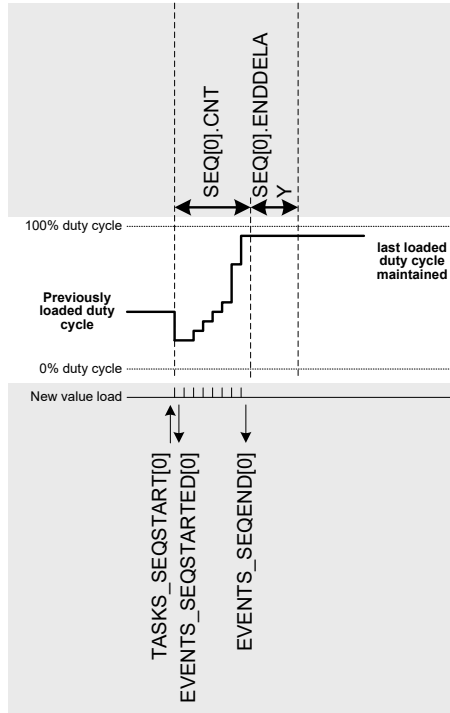 SEQ[0].CNT
SEQ[0].ENDDELA
Y
100% duty cycle
last loaded
duty cycle
maintained
Previously
loaded duty
cycle
0% duty cycle
New value load
TASKS_SEQSTART[0]
EVENTS_SEQSTARTED[0]
EVENTS_SEQEND[0]